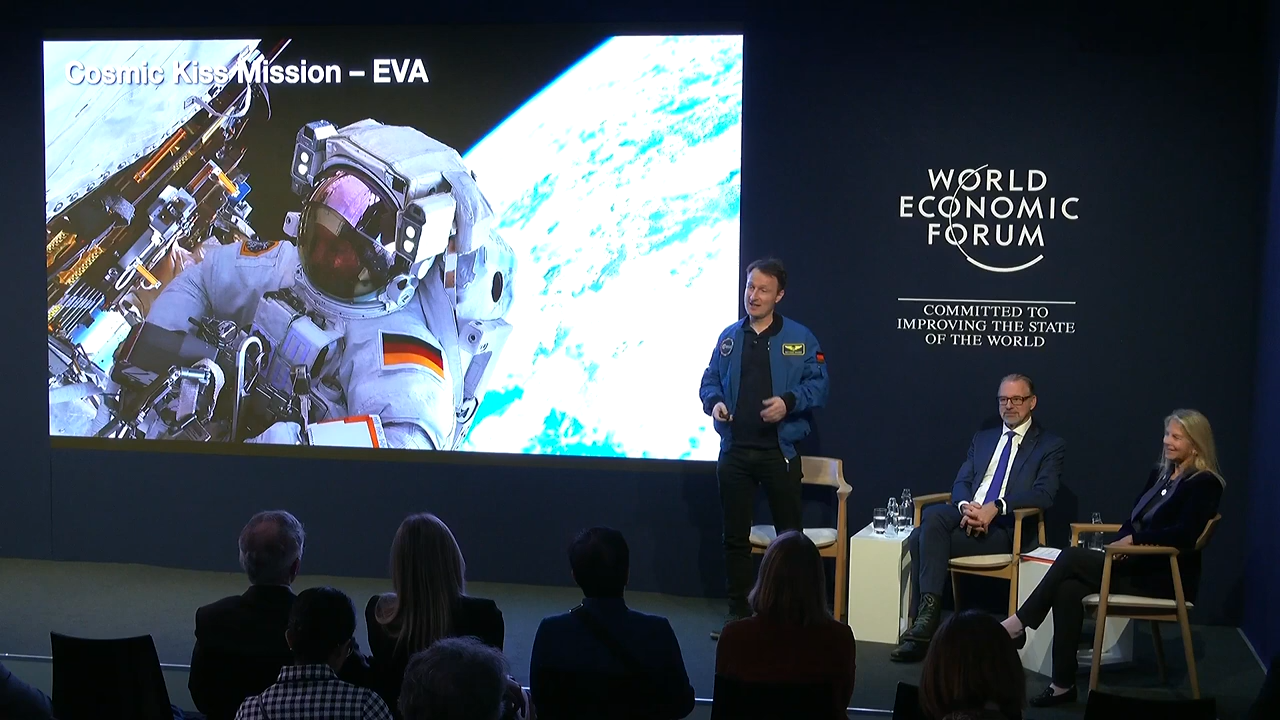 Cosmic Kiss Mission – EVA
WORLD
ECONOMIC
FORUM
COMMITTED TO
IMPROVING THE STATE
OF THE WORLD